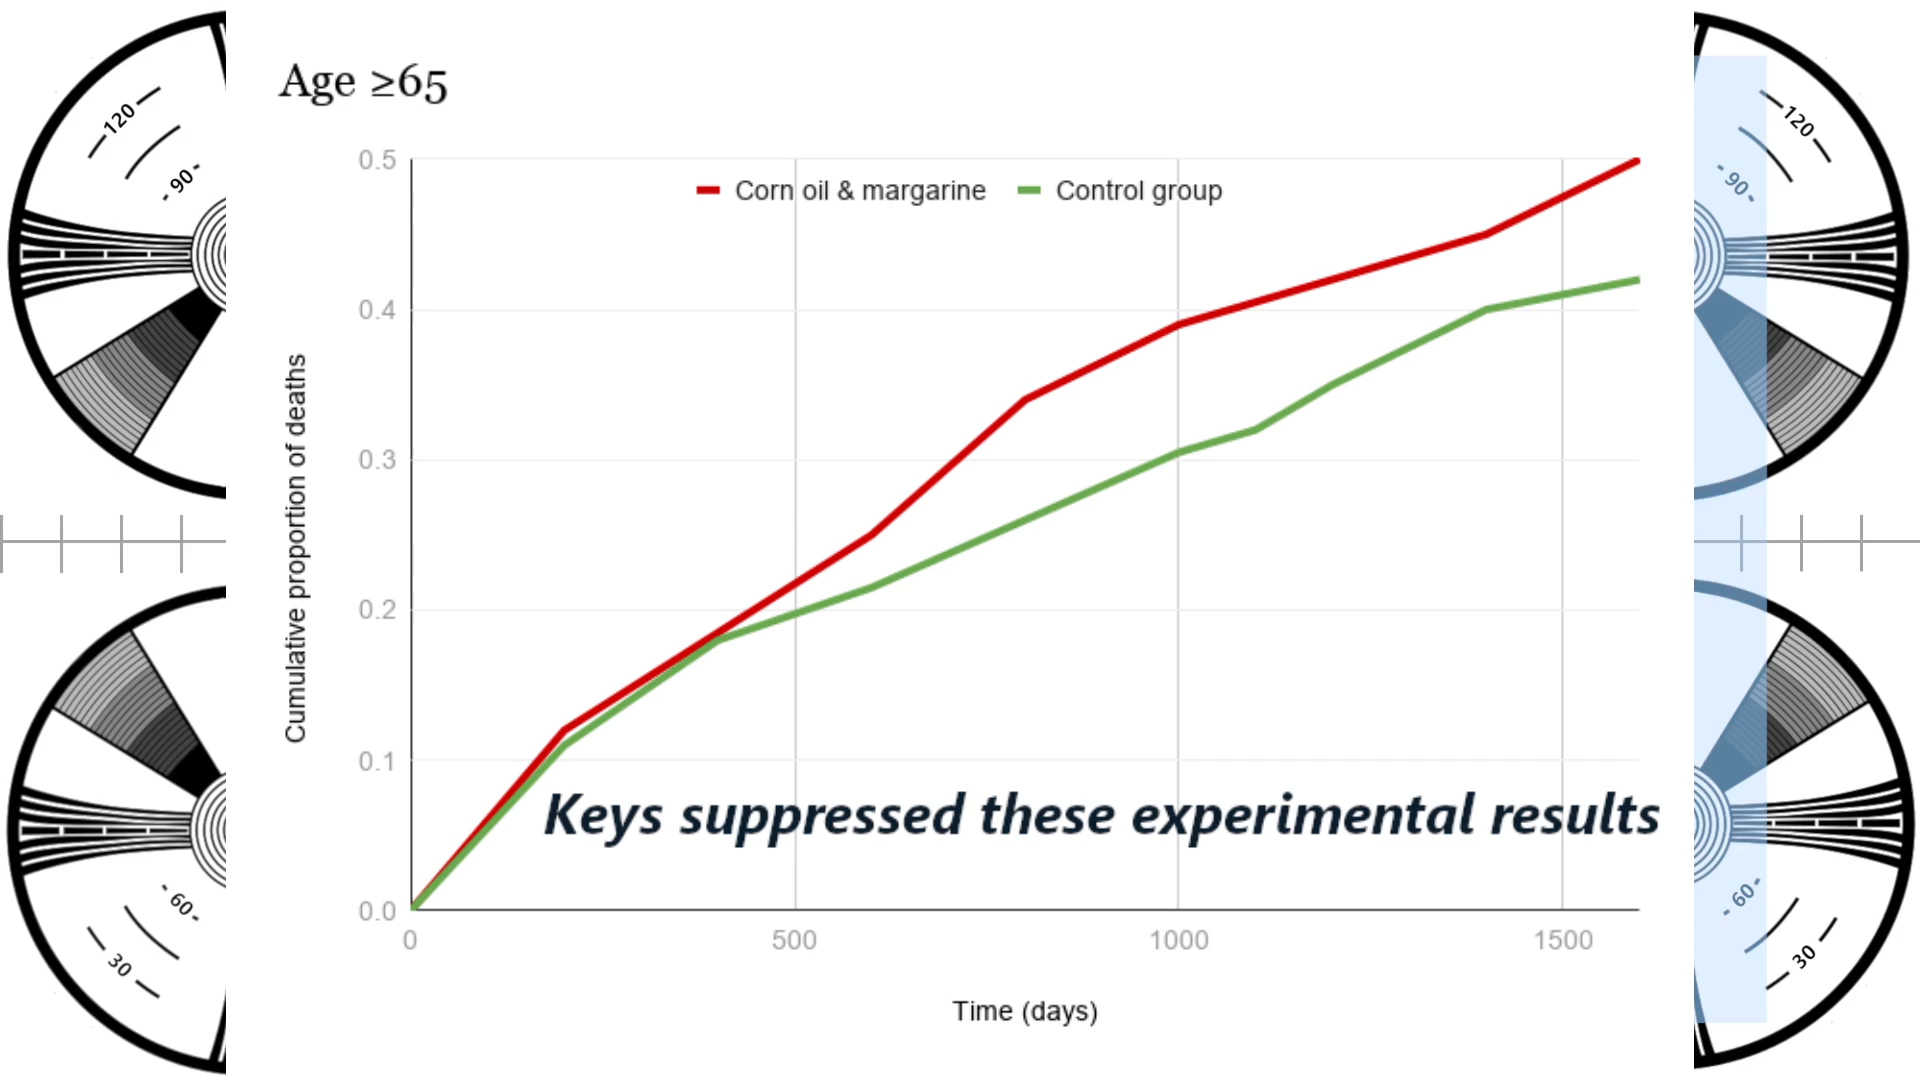 Age ≥65
Corn oil & margarine
Control group
Cumulative proportion of deaths
0.5
0.4
0.3
0.2
0.1
0.0
0
500
1000
1500
Time (days)
Keys suppressed these experimental results
120
- 90 -
- 60 -
30
120
- 90 -
- 60 -
30